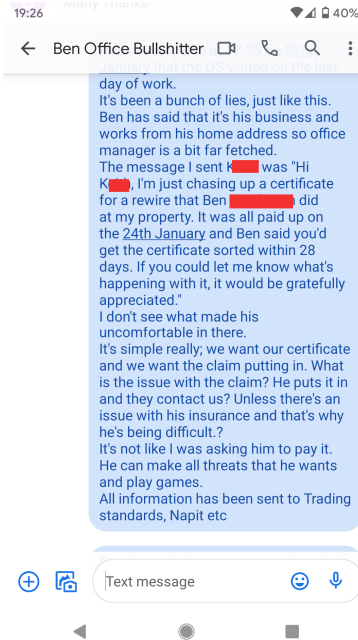 Many Thanks
19:26
40%
Ben Office Bullshitter
22
January that the QS visited on the last
day of work.
It's been a bunch of lies, just like this.
Ben has said that it's his business and
works from his home address so office
manager is a bit far fetched.
The message I sent K was "Hi
K, I'm just chasing up a certificate
for a rewire that Ben did
at my property. It was all paid up on
the 24th January and Ben said you'd
get the certificate sorted within 28
days. If you could let me know what's
happening with it, it would be gratefully
appreciated."
I don't see what made his
uncomfortable in there.
It's simple really; we want our certificate
and we want the claim putting in. What
is the issue with the claim? He puts it in
and they contact us? Unless there's an
issue with his insurance and that's why
he's being difficult.?
It's not like I was asking him to pay it.
He can make all threats that he wants
and play games.
All information has been sent to Trading
standards, Napit etc
Text message